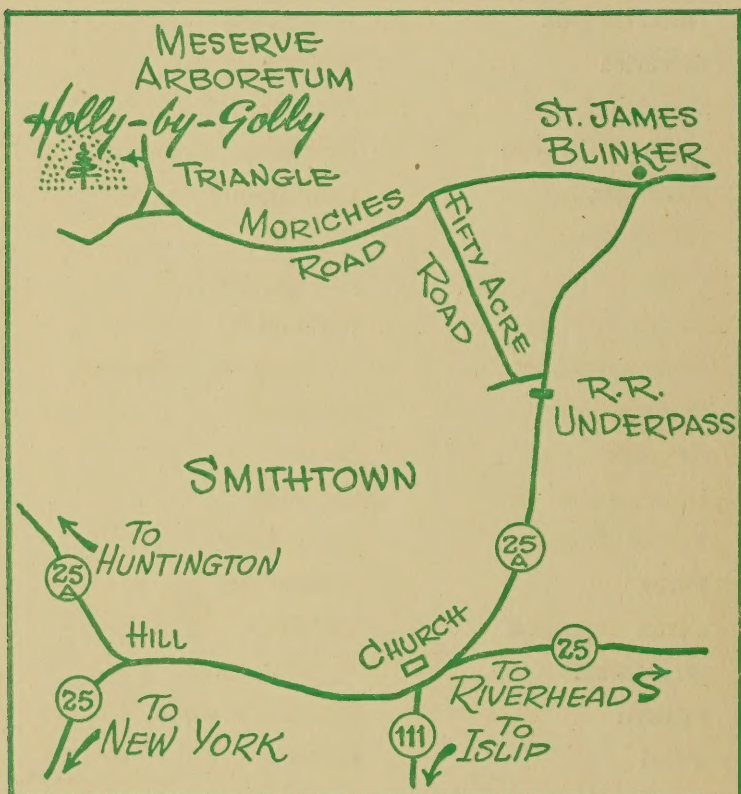 MESERVE
ARBORETUM
Holly-by-Golly
TRIANGLE
ST. JAMES
BLINKER
MORICHES
ROAD
FIFTY ACRE
ROAD
R.R.
UNDERPASS
SMITHTOWN
TO
HUNTINGTON
25
A
25
A
HILL
CHURCH
25
TO
RIVERHEAD
S
25
TO
NEW YORK
111
TO
ISLIP